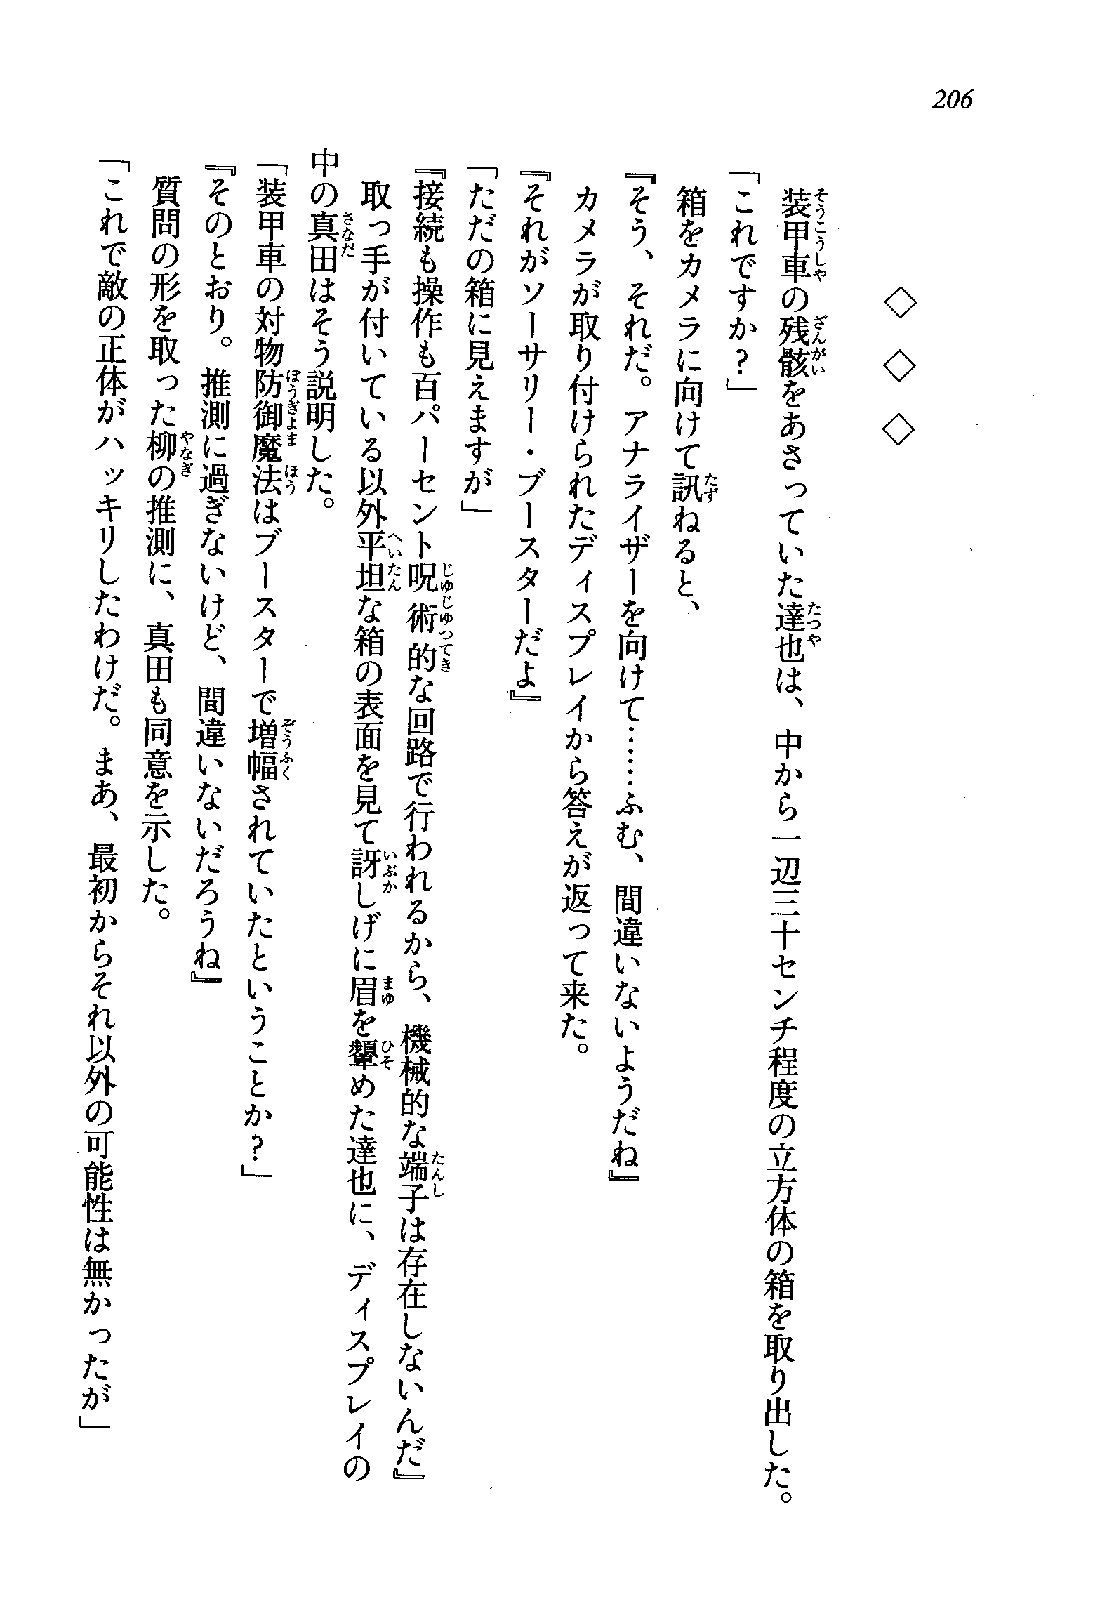 206
◇ ◇ ◇
装甲車の残骸をあさっていた達也は、中から一辺三十センチ程度の立方体の箱を取り出した。
「これですか？」
箱をカメラに向けて訊ねると、
『そう、それだ。アナライザーを向けて……ふむ、間違いないようだね』
カメラが取り付けられたディスプレイから答えが返って来た。
『それがソーサリー・ブースターだよ』
「ただの箱に見えますが」
『接続も操作も百パーセント呪術的な回路で行われるから、機械的な端子は存在しないんだ』
取っ手が付いている以外平坦な箱の表面を見て訝しげに眉を顰めた達也に、ディスプレイの
中の真田はそう説明した。
「装甲車の対物防御魔法はブースターで増幅されていたということか？」
『そのとおり。推測に過ぎないけど、間違いないだろうね』
質問の形を取った柳の推測に、真田も同意を示した。
「これで敵の正体がハッキリしたわけだ。まあ、最初からそれ以外の可能性は無かったが」